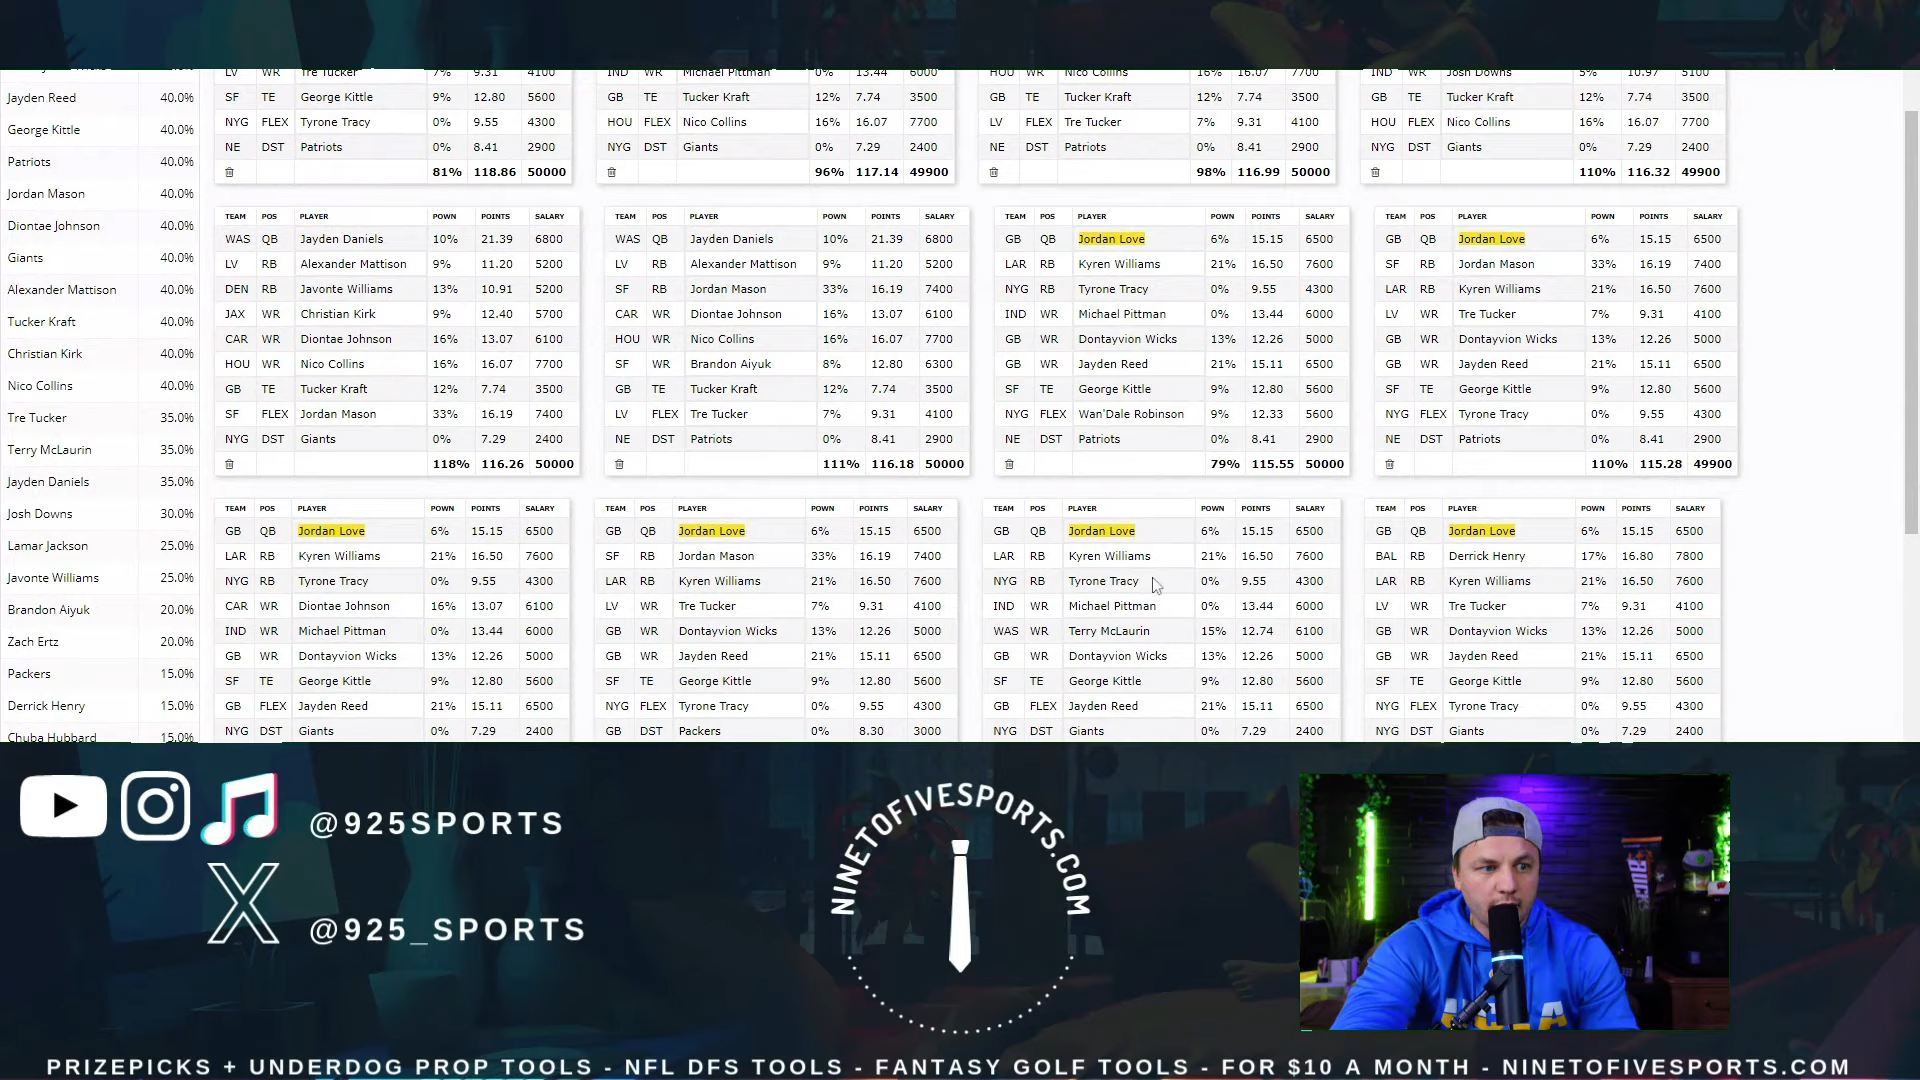 LV WR Tre Tucker 7% 9.31 4100 IND WR Michael Pittman 0% 13.44 6000 HOU WR Nico Collins 16% 16.07 7700 IND WR Josh Downs 5% 10.97 5100
Jayden Reed 40.0% SF TE George Kittle 9% 12.80 5600 GB TE Tucker Kraft 12% 7.74 3500 GB TE Tucker Kraft 12% 7.74 3500 GB TE Tucker Kraft 12% 7.74 3500
George Kittle 40.0% NYG FLEX Tyrone Tracy 0% 9.55 4300 HOU FLEX Nico Collins 16% 16.07 7700 LV FLEX Tre Tucker 7% 9.31 4100 HOU FLEX Nico Collins 16% 16.07 7700
Patriots 40.0% NE DST Patriots 0% 8.41 2900 NYG DST Giants 0% 7.29 2400 NE DST Patriots 0% 8.41 2900 NYG DST Giants 0% 7.29 2400
81% 118.86 50000 96% 117.14 49900 98% 116.99 50000 110% 116.32 49900
Jordan Mason 40.0%
TEAM POS PLAYER POWN POINTS SALARY TEAM POS PLAYER POWN POINTS SALARY TEAM POS PLAYER POWN POINTS SALARY TEAM POS PLAYER POWN POINTS SALARY
Diontae Johnson 40.0% WAS QB Jayden Daniels 10% 21.39 6800 WAS QB Jayden Daniels 10% 21.39 6800 GB QB Jordan Love 6% 15.15 6500 GB QB Jordan Love 6% 15.15 6500
Giants 40.0% LV RB Alexander Mattison 9% 11.20 5200 LV RB Alexander Mattison 9% 11.20 5200 LAR RB Kyren Williams 21% 16.50 7600 SF RB Jordan Mason 33% 16.19 7400
Alexander Mattison 40.0% DEN RB Javonte Williams 13% 10.91 5200 SF RB Jordan Mason 33% 16.19 7400 NYG RB Tyrone Tracy 0% 9.55 4300 LAR RB Kyren Williams 21% 16.50 7600
Tucker Kraft 40.0% JAX WR Christian Kirk 9% 12.40 5700 CAR WR Diontae Johnson 16% 13.07 6100 IND WR Michael Pittman 0% 13.44 6000 LV WR Tre Tucker 7% 9.31 4100
Christian Kirk 40.0% CAR WR Diontae Johnson 16% 13.07 6100 HOU WR Nico Collins 16% 16.07 7700 GB WR Dontayvion Wicks 13% 12.26 5000 GB WR Dontayvion Wicks 13% 12.26 5000
HOU WR Nico Collins 16% 16.07 7700 SF WR Brandon Aiyuk 8% 12.80 6300 GB WR Jayden Reed 21% 15.11 6500 GB WR Jayden Reed 21% 15.11 6500
Nico Collins 40.0% GB TE Tucker Kraft 12% 7.74 3500 GB TE Tucker Kraft 12% 7.74 3500 SF TE George Kittle 9% 12.80 5600 SF TE George Kittle 9% 12.80 5600
Tre Tucker 35.0% SF FLEX Jordan Mason 33% 16.19 7400 LV FLEX Tre Tucker 7% 9.31 4100 NYG FLEX Wan'Dale Robinson 9% 12.33 5600 NYG FLEX Tyrone Tracy 0% 9.55 4300
Terry McLaurin 35.0% NYG DST Giants 0% 7.29 2400 NE DST Patriots 0% 8.41 2900 NE DST Patriots 0% 8.41 2900 NE DST Patriots 0% 8.41 2900
118% 116.26 50000 111% 116.18 50000 79% 115.55 50000 110% 115.28 49900
Jayden Daniels 35.0%
Josh Downs 30.0% TEAM POS PLAYER POWN POINTS SALARY TEAM POS PLAYER POWN POINTS SALARY TEAM POS PLAYER POWN POINTS SALARY TEAM POS PLAYER POWN POINTS SALARY
GB QB Jordan Love 6% 15.15 6500 GB QB Jordan Love 6% 15.15 6500 GB QB Jordan Love 6% 15.15 6500 GB QB Jordan Love 6% 15.15 6500
Lamar Jackson 25.0% LAR RB Kyren Williams 21% 16.50 7600 SF RB Jordan Mason 33% 16.19 7400 LAR RB Kyren Williams 21% 16.50 7600 BAL RB Derrick Henry 17% 16.80 7800
Javonte Williams 25.0% NYG RB Tyrone Tracy 0% 9.55 4300 LAR RB Kyren Williams 21% 16.50 7600 NYG RB Tyrone Tracy 0% 9.55 4300 LAR RB Kyren Williams 21% 16.50 7600
Brandon Aiyuk 20.0% CAR WR Diontae Johnson 16% 13.07 6100 LV WR Tre Tucker 7% 9.31 4100 IND WR Michael Pittman 0% 13.44 6000 LV WR Tre Tucker 7% 9.31 4100
Zach Ertz 20.0% IND WR Michael Pittman 0% 13.44 6000 GB WR Dontayvion Wicks 13% 12.26 5000 WAS WR Terry McLaurin 15% 12.74 6100 GB WR Dontayvion Wicks 13% 12.26 5000
GB WR Dontayvion Wicks 13% 12.26 5000 GB WR Jayden Reed 21% 15.11 6500 GB WR Dontayvion Wicks 13% 12.26 5000 GB WR Jayden Reed 21% 15.11 6500
Packers 15.0% SF TE George Kittle 9% 12.80 5600 SF TE George Kittle 9% 12.80 5600 SF TE George Kittle 9% 12.80 5600 SF TE George Kittle 9% 12.80 5600
Derrick Henry 15.0% GB FLEX Jayden Reed 21% 15.11 6500 NYG FLEX Tyrone Tracy 0% 9.55 4300 GB FLEX Jayden Reed 21% 15.11 6500 NYG FLEX Tyrone Tracy 0% 9.55 4300
Chuba Hubbard 15.0% NYG DST Giants 0% 7.29 2400 GB DST Packers 0% 8.30 3000 NYG DST Giants 0% 7.29 2400 NYG DST Giants 0% 7.29 2400
@925SPORTS
@925_SPORTS
NINETOFIVESPORTS.COM
BUCKS
PRIZEPICKS + UNDERDOG PROP TOOLS - NFL DFS TOOLS - FANTASY GOLF TOOLS - FOR $10 A MONTH - NINETOFIVESPORTS.COM